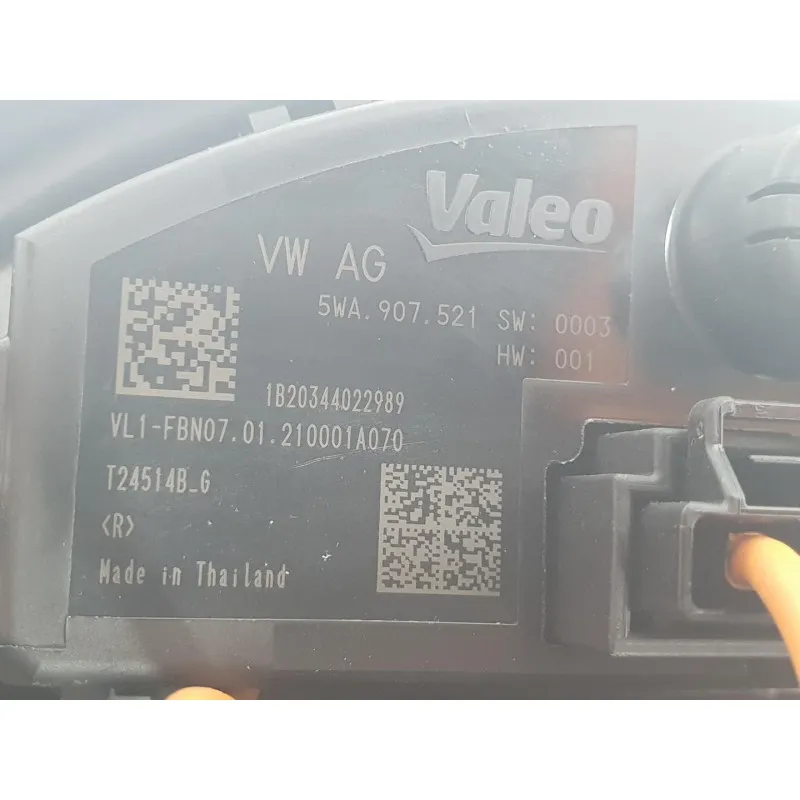 Valeo
VW AG
5WA.907.521 SW: 0003
HW: 001
1B20344022989
VL1-FBN07.01.210001A070
T24514B_G
<R>
Made in Thailand